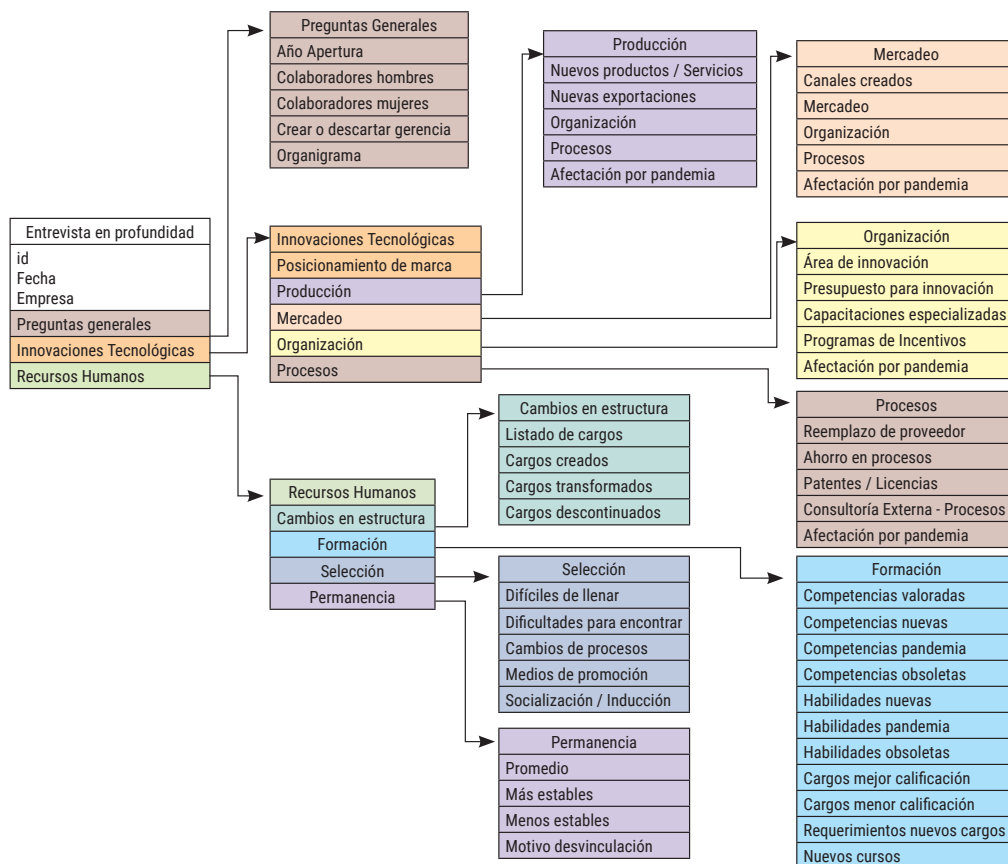 Entrevista en profundidad
id
Fecha
Empresa
Preguntas generales
Innovaciones Tecnológicas
Recursos Humanos
Preguntas Generales
Año Apertura
Colaboradores hombres
Colaboradores mujeres
Crear o descartar gerencia
Organigrama
Innovaciones Tecnológicas
Posicionamiento de marca
Producción
Mercadeo
Organización
Procesos
Recursos Humanos
Cambios en estructura
Formación
Selección
Permanencia
Producción
Nuevos productos / Servicios
Nuevas exportaciones
Organización
Procesos
Afectación por pandemia
Cambios en estructura
Listado de cargos
Cargos creados
Cargos transformados
Cargos descontinuados
Selección
Difíciles de llenar
Dificultades para encontrar
Cambios de procesos
Medios de promoción
Socialización / Inducción
Permanencia
Promedio
Más estables
Menos estables
Motivo desvinculación
Mercadeo
Canales creados
Mercadeo
Organización
Procesos
Afectación por pandemia
Organización
Área de innovación
Presupuesto para innovación
Capacitaciones especializadas
Programas de Incentivos
Afectación por pandemia
Procesos
Reemplazo de proveedor
Ahorro en procesos
Patentes / Licencias
Consultoría Externa - Procesos
Afectación por pandemia
Formación
Competencias valoradas
Competencias nuevas
Competencias pandemia
Competencias obsoletas
Habilidades nuevas
Habilidades pandemia
Habilidades obsoletas
Cargos mejor calificación
Cargos menor calificación
Requerimientos nuevos cargos
Nuevos cursos